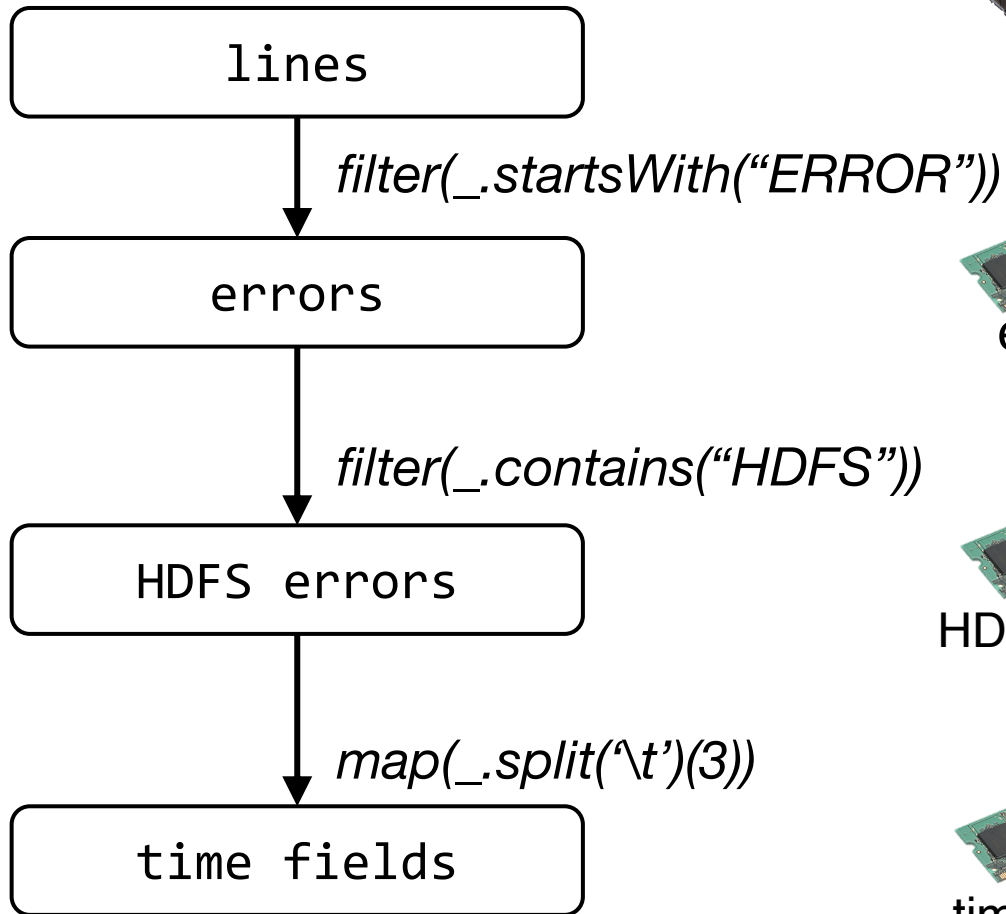 lines
filter(_.startsWith(“ERROR”))
errors
filter(_.contains(“HDFS”))
HDFS errors
map(_.split(‘\t’)(3))
time fields